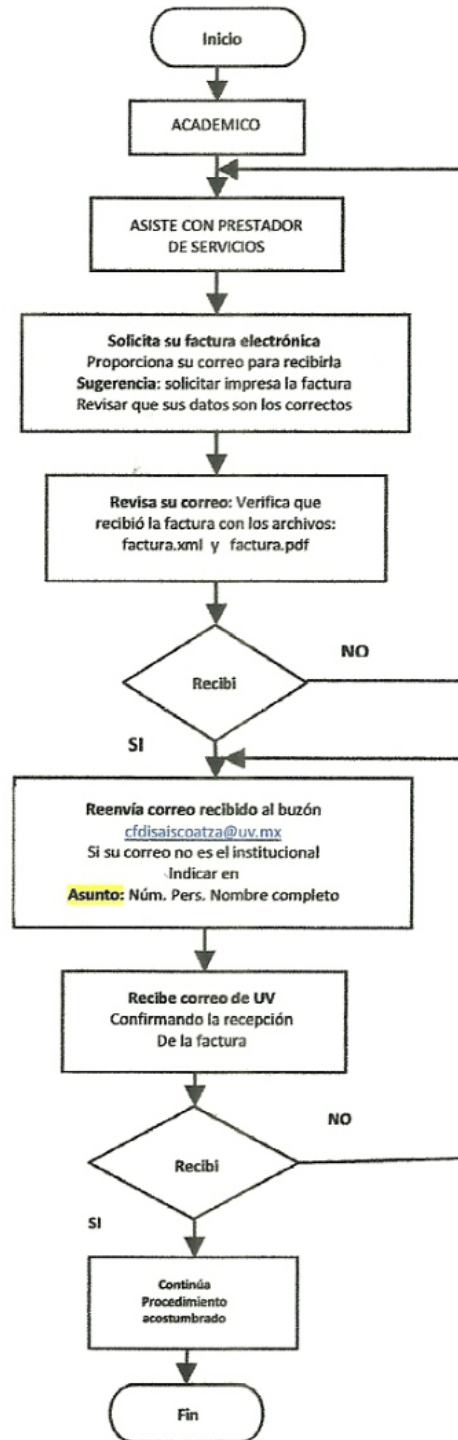 Inicio
ACADEMICO
ASISTE CON PRESTADOR
DE SERVICIOS
Solicita su factura electrónica
Proporciona su correo para recibirla
Sugerencia: solicitar impresa la factura
Revisar que sus datos son los correctos
Revisa su correo: Verifica que
recibió la factura con los archivos:
factura.xml y factura.pdf
Recibi
NO
SI
Reenvía correo recibido al buzón
cfdisaiscoatza@uv.mx
Si su correo no es el institucional
Indicar en
Asunto: Núm. Pers. Nombre completo
Recibe correo de UV
Confirmando la recepción
De la factura
Recibi
NO
SI
Continúa
Procedimiento
acostumbrado
Fin